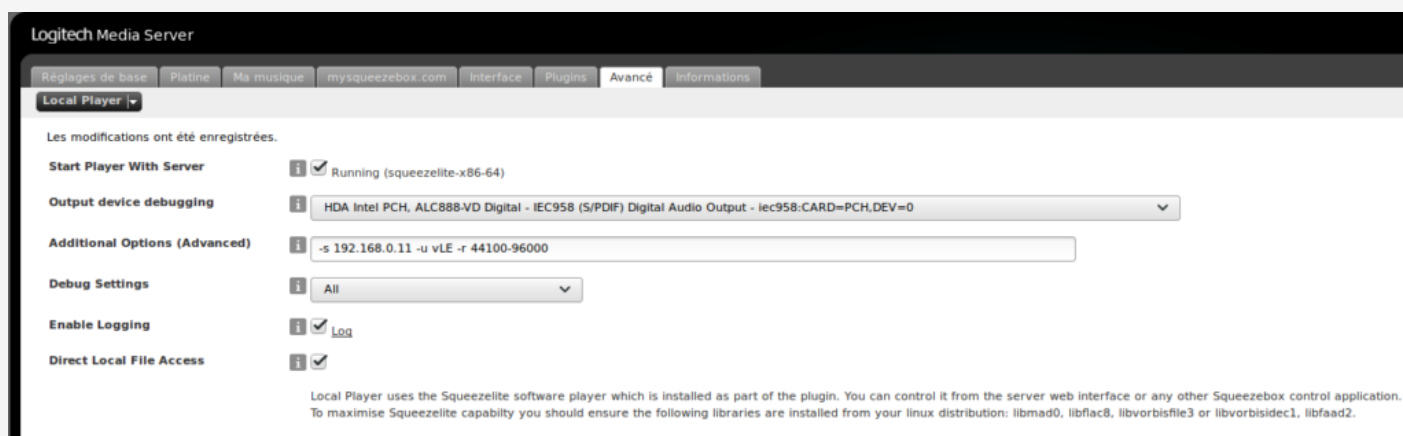 Logitech Media Server
Réglages de base Platine Ma musique mysqueezebox.com Interface Plugins Avancé Informations
Local Player
Les modifications ont été enregistrées.
Start Player With Server i Running (squeezelite-x86-64)
Output device debugging i HDA Intel PCH, ALC888-VD Digital - IEC958 (S/PDIF) Digital Audio Output - iec958:CARD=PCH,DEV=0
Additional Options (Advanced) i -s 192.168.0.11 -u vLE -r 44100-96000
Debug Settings i All
Enable Logging i Log
Direct Local File Access i
Local Player uses the Squeezelite software player which is installed as part of the plugin. You can control it from the server web interface or any other Squeezebox control application.
To maximise Squeezelite capabilty you should ensure the following libraries are installed from your linux distribution: libmad0, libflac8, libvorbisfile3 or libvorbisidec1, libfaad2.